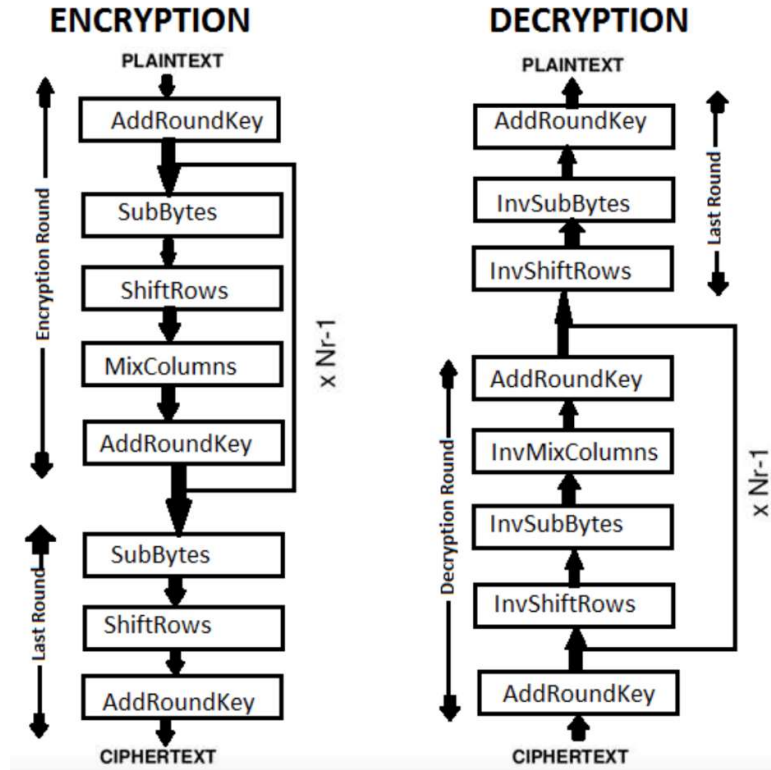 ENCRYPTION
PLAINTEXT
AddRoundKey
SubBytes
ShiftRows
MixColumns
AddRoundKey
SubBytes
ShiftRows
AddRoundKey
CIPHERTEXT
Encryption Round
Last Round
x Nr-1
DECRYPTION
PLAINTEXT
AddRoundKey
InvSubBytes
InvShiftRows
AddRoundKey
InvMixColumns
InvSubBytes
InvShiftRows
AddRoundKey
CIPHERTEXT
Last Round
Decryption Round
x Nr-1